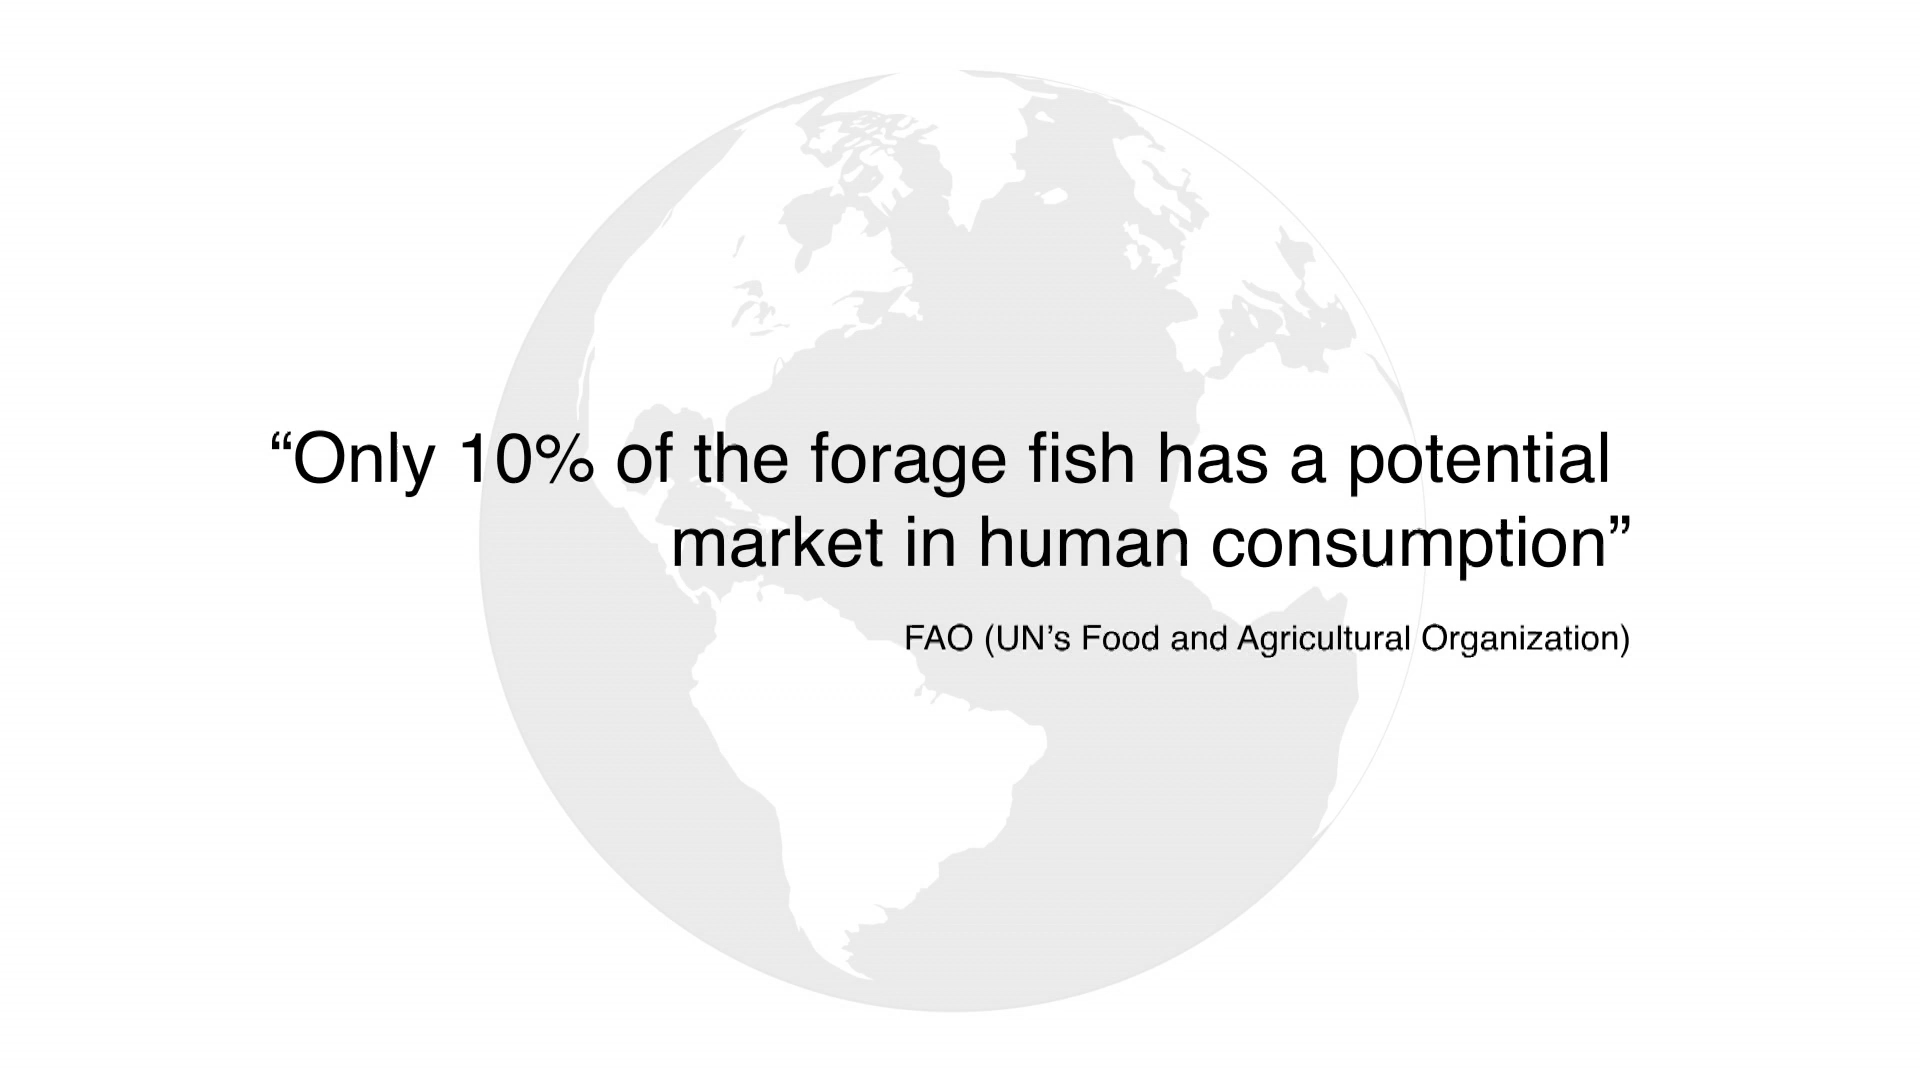 “Only 10% of the forage fish has a potential
market in human consumption”
FAO (UN’s Food and Agricultural Organization)